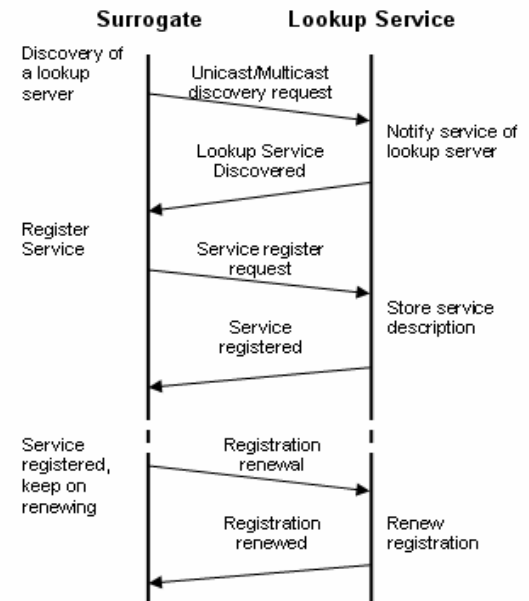 Surrogate
Lookup Service
Discovery of
a lookup
server
Unicast/Multicast
discovery request
Notify service of
lookup server
Lookup Service
Discovered
Register
Service
Service register
request
Store service
description
Service
registered
Service
registered,
keep on
renewing
Registration
renewal
Registration
renewed
Renew
registration